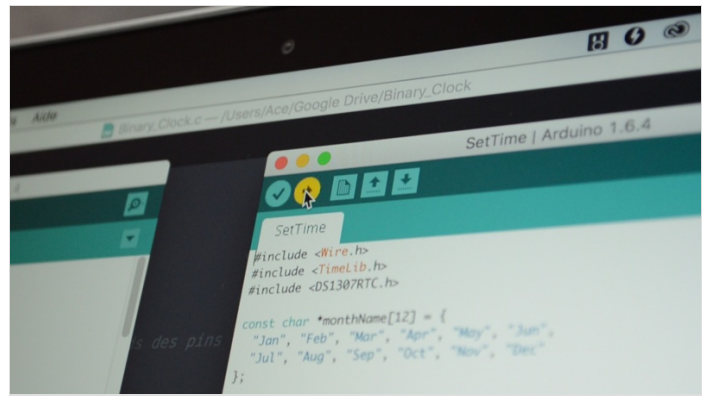 Aide
Binary_Clock.c — /Users/Ace/Google Drive/Binary_Clock
SetTime | Arduino 1.6.4
SetTime
#include <Wire.h>
#include <TimeLib.h>
#include <DS1307RTC.h>
const char *monthName[12] = {
"Jan", "Feb", "Mar", "Apr", "May", "Jun",
"Jul", "Aug", "Sep", "Oct", "Nov", "Dec"
};
des pins